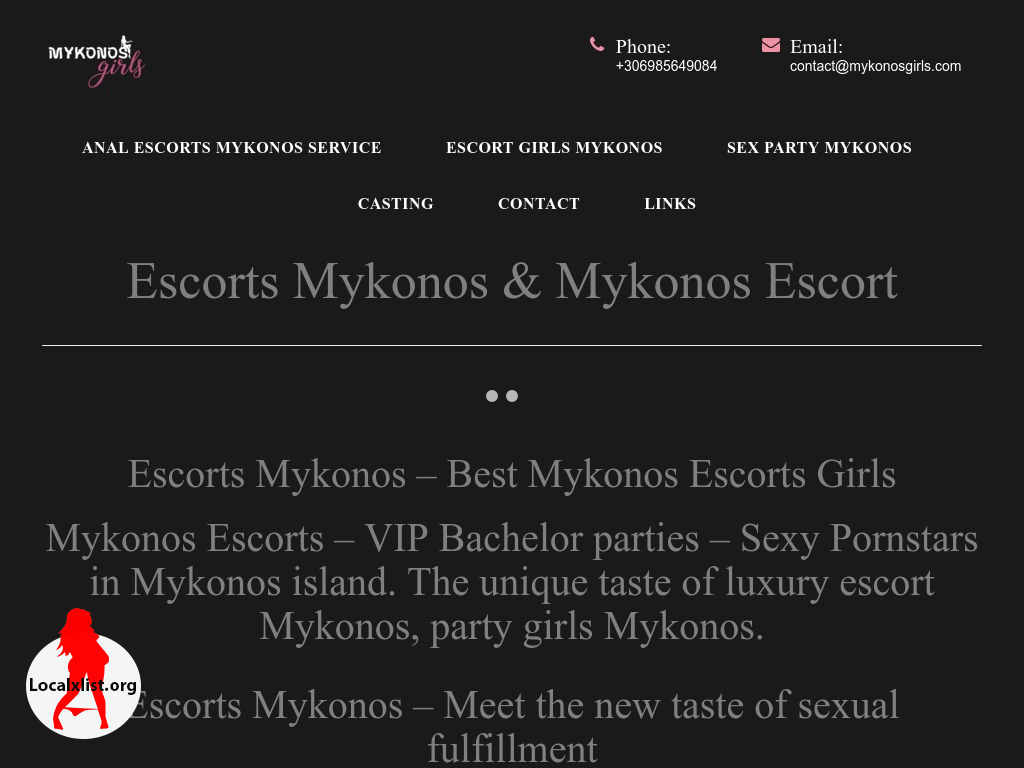 MYKONOS
girls
Phone:
+306985649084
Email:
contact@mykonosgirls.com
ANAL ESCORTS MYKONOS SERVICE
ESCORT GIRLS MYKONOS
SEX PARTY MYKONOS
CASTING
CONTACT
LINKS
Escorts Mykonos & Mykonos Escort
Escorts Mykonos – Best Mykonos Escorts Girls
Mykonos Escorts – VIP Bachelor parties – Sexy Pornstars
in Mykonos island. The unique taste of luxury escort
Mykonos, party girls Mykonos.
Localxlist.org
Escorts Mykonos – Meet the new taste of sexual
fulfillment